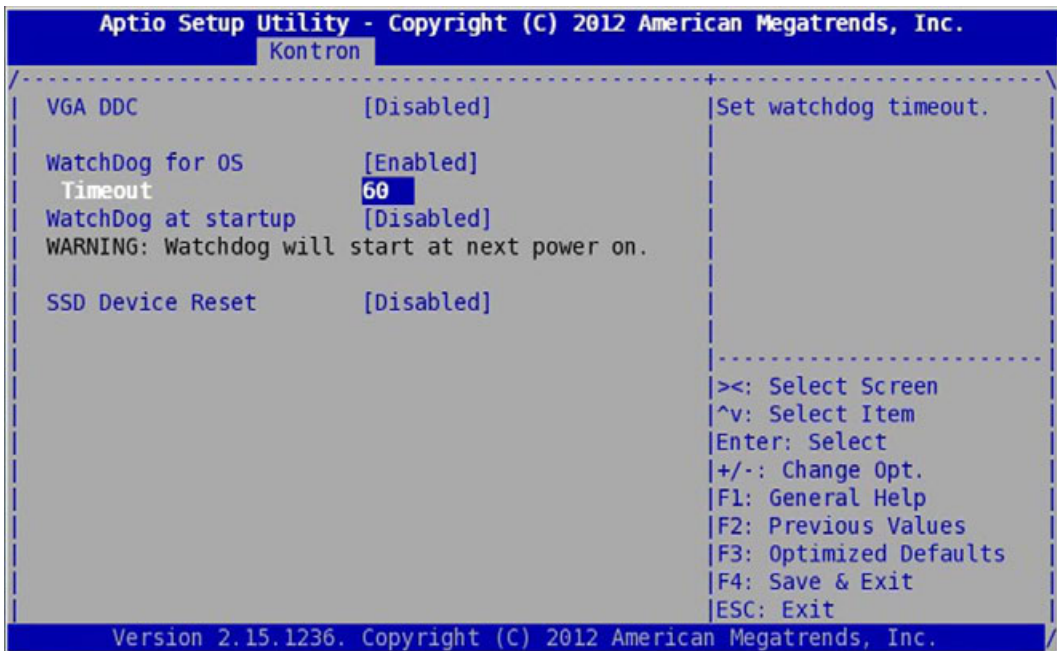 Aptio Setup Utility - Copyright (C) 2012 American Megatrends, Inc.
Kontron
VGA DDC [Disabled]
WatchDog for OS [Enabled]
Timeout 60
WatchDog at startup [Disabled]
WARNING: Watchdog will start at next power on.
SSD Device Reset [Disabled]
Set watchdog timeout.
><: Select Screen
^v: Select Item
Enter: Select
+/-: Change Opt.
F1: General Help
F2: Previous Values
F3: Optimized Defaults
F4: Save & Exit
ESC: Exit
Version 2.15.1236. Copyright (C) 2012 American Megatrends, Inc.